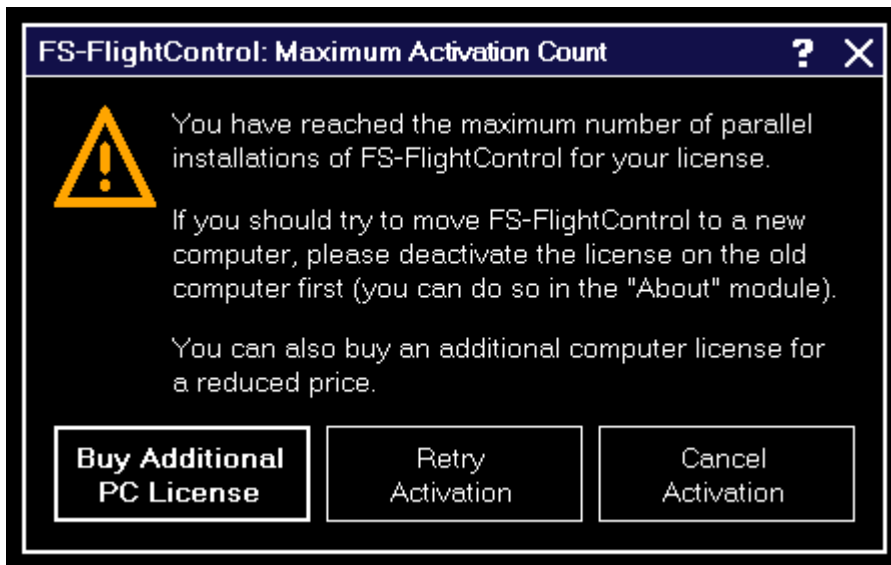 FS-FlightControl: Maximum Activation Count ? X
You have reached the maximum number of parallel
installations of FS-FlightControl for your license.
If you should try to move FS-FlightControl to a new
computer, please deactivate the license on the old
computer first (you can do so in the "About" module).
You can also buy an additional computer license for
a reduced price.
Buy Additional
PC License
Retry
Activation
Cancel
Activation